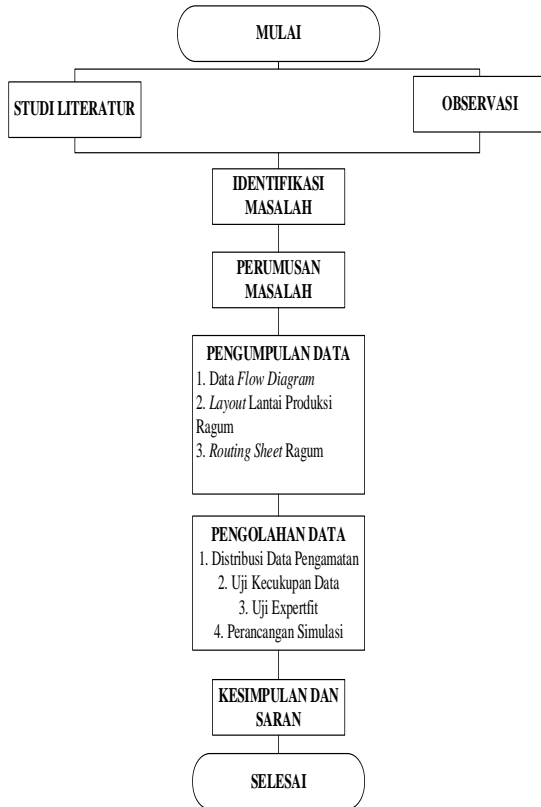 MULAI
STUDI LITERATUR
OBSERVASI
IDENTIFIKASI
MASALAH
PERUMUSAN
MASALAH
PENGUMPULAN DATA
1. Data Flow Diagram
2. Layout Lantai Produksi
Ragum
3. Routing Sheet Ragum
PENGOLAHAN DATA
1. Distribusi Data Pengamatan
2. Uji Kecukupan Data
3. Uji Expertfit
4. Perancangan Simulasi
KESIMPULAN DAN
SARAN
SELESAI